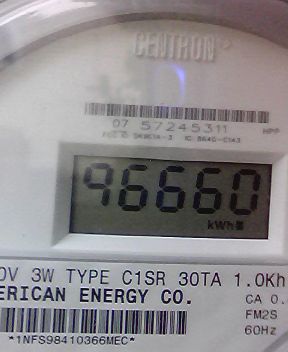 CENTRON
07 57245311 HPP
96660
kWh
0V 3W TYPE C1SR 30TA 1.0Kh
ERICAN ENERGY CO. CA 0.
FM2S
60Hz
*1NFS98410366MEC*